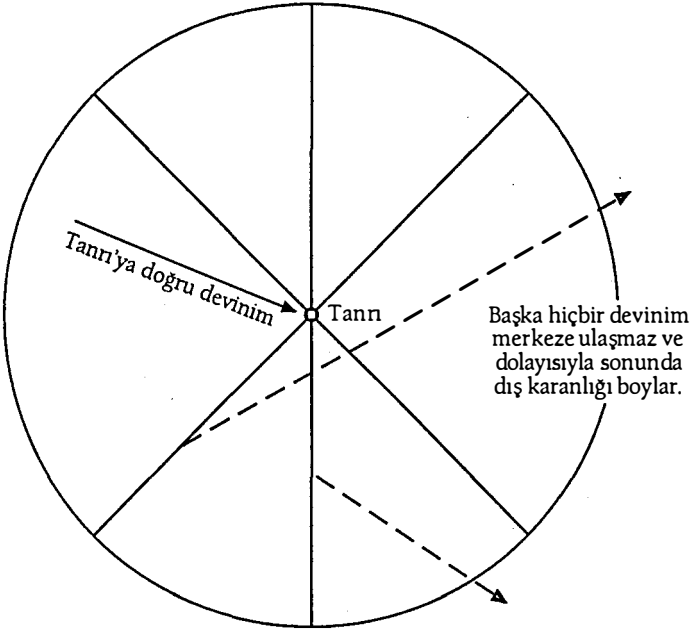 Tanrı'ya doğru devinim
Tanrı
Başka hiçbir devinim
merkeze ulaşmaz ve
dolayısıyla sonunda
dış karanlığı boylar.